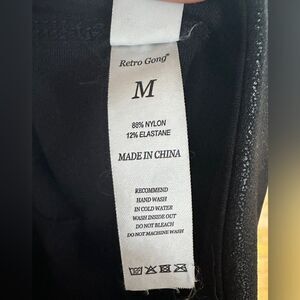 Retro Gong®
M
88% NYLON
12% ELASTANE
MADE IN CHINA
RECOMMEND
HAND WASH
IN COLD WATER
WASH INSIDE OUT
DO NOT BLEACH
DO NOT MACHINE WASH